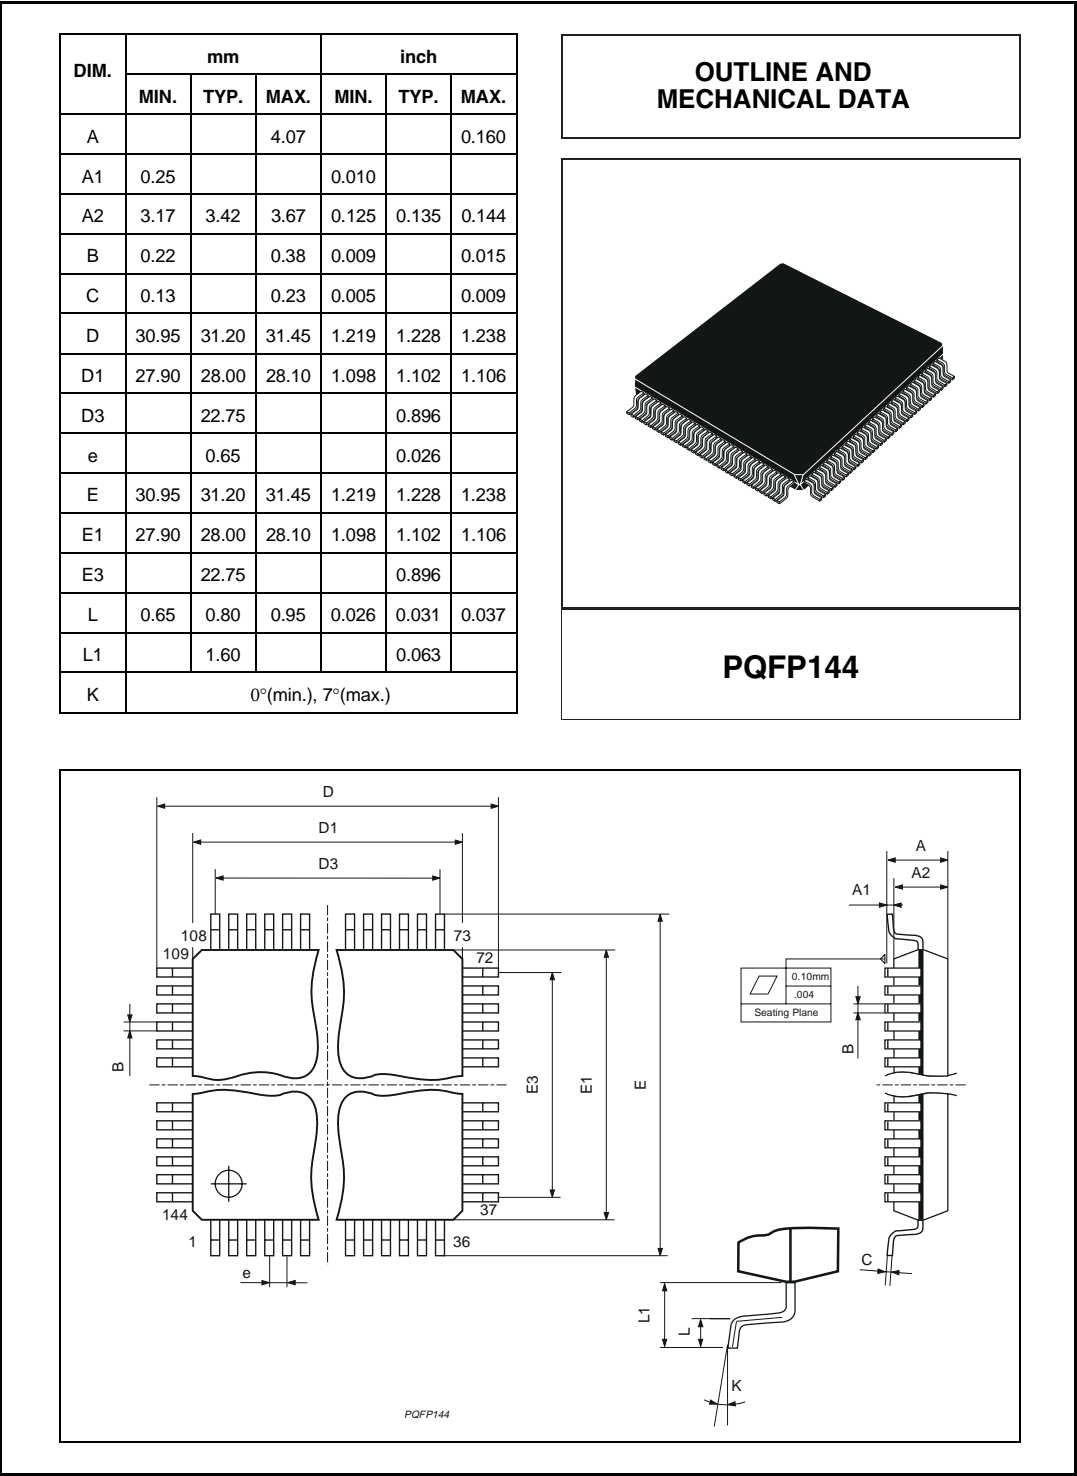 DIM. mm inch
MIN. TYP. MAX. MIN. TYP. MAX.
A 4.07 0.160
A1 0.25 0.010
A2 3.17 3.42 3.67 0.125 0.135 0.144
B 0.22 0.38 0.009 0.015
C 0.13 0.23 0.005 0.009
D 30.95 31.20 31.45 1.219 1.228 1.238
D1 27.90 28.00 28.10 1.098 1.102 1.106
D3 22.75 0.896
e 0.65 0.026
E 30.95 31.20 31.45 1.219 1.228 1.238
E1 27.90 28.00 28.10 1.098 1.102 1.106
E3 22.75 0.896
L 0.65 0.80 0.95 0.026 0.031 0.037
L1 1.60 0.063
K 0°(min.), 7°(max.)
OUTLINE AND
MECHANICAL DATA
PQFP144
D
D1
D3
108 73
109 72
B
E3
E1
E
144 37
1 36
e
A
A2
A1
0.10mm
.004
Seating Plane
B
C
L1
L
K
PQFP144